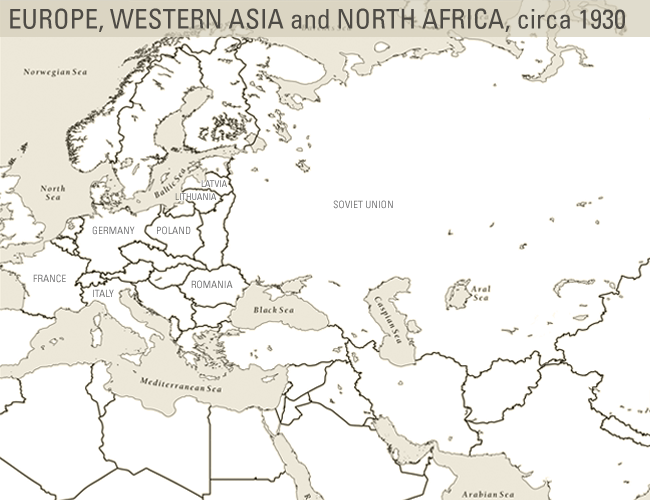 EUROPE, WESTERN ASIA and NORTH AFRICA, circa 1930
Norwegian Sea
North
Sea
Baltic Sea
LATVIA
LITHUANIA
SOVIET UNION
GERMANY
POLAND
FRANCE
ITALY
ROMANIA
Black Sea
Caspian Sea
Aral
Sea
Mediterranean Sea
Arabian Sea
R